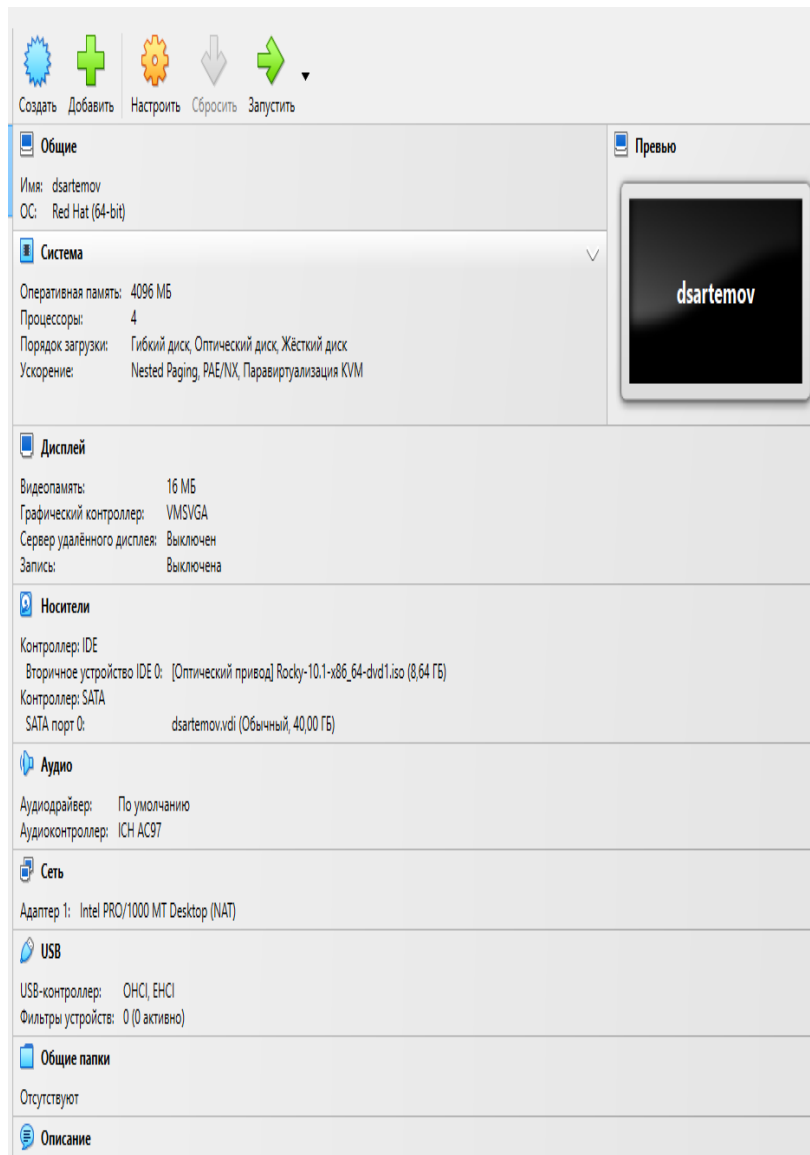 Создать Добавить Настроить Сбросить Запустить
Общие
Имя: dsartemov
ОС: Red Hat (64-bit)
Превью
dsartemov
Система
Оперативная память: 4096 МБ
Процессоры: 4
Порядок загрузки: Гибкий диск, Оптический диск, Жёсткий диск
Ускорение: Nested Paging, PAE/NX, Паравиртуализация KVM
Дисплей
Видеопамять: 16 МБ
Графический контроллер: VMSVGA
Сервер удалённого дисплея: Выключен
Запись: Выключена
Носители
Контроллер: IDE
Вторичное устройство IDE 0: [Оптический привод] Rocky-10.1-x86_64-dvd1.iso (8,64 ГБ)
Контроллер: SATA
SATA порт 0: dsartemov.vdi (Обычный, 40,00 ГБ)
Аудио
Аудиодрайвер: По умолчанию
Аудиоконтроллер: ICH AC97
Сеть
Адаптер 1: Intel PRO/1000 MT Desktop (NAT)
USB
USB-контроллер: OHCI, EHCI
Фильтры устройств: 0 (0 активно)
Общие папки
Отсутствуют
Описание